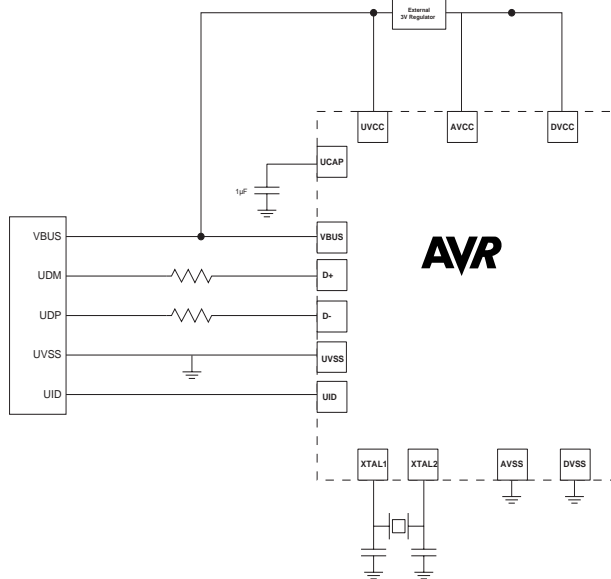 External
3V Regulator
UVCC
AVCC
DVCC
UCAP
1µF
VBUS
VBUS
UDM
D+
UDP
D-
UVSS
UVSS
UID
UID
AVR
XTAL1
XTAL2
AVSS
DVSS